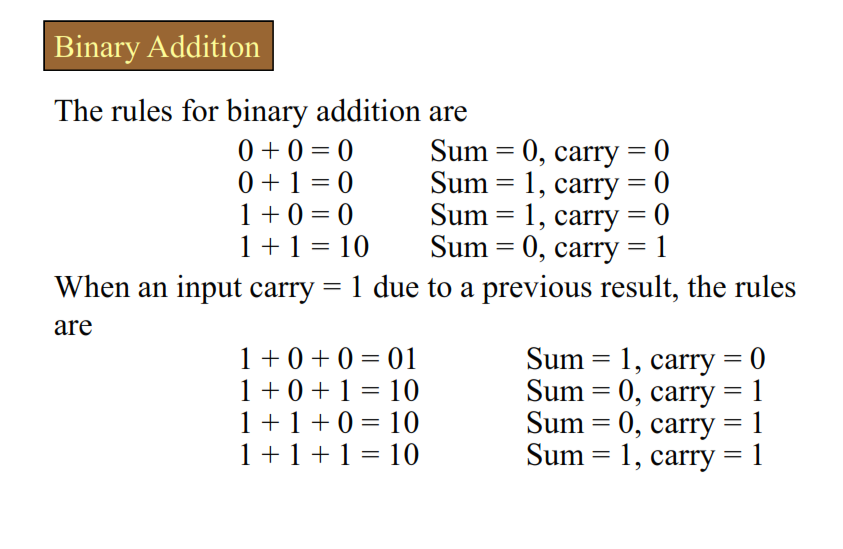 Binary Addition
The rules for binary addition are
0 + 0 = 0 Sum = 0, carry = 0
0 + 1 = 0 Sum = 1, carry = 0
1 + 0 = 0 Sum = 1, carry = 0
1 + 1 = 10 Sum = 0, carry = 1
When an input carry = 1 due to a previous result, the rules
are
1 + 0 + 0 = 01 Sum = 1, carry = 0
1 + 0 + 1 = 10 Sum = 0, carry = 1
1 + 1 + 0 = 10 Sum = 0, carry = 1
1 + 1 + 1 = 10 Sum = 1, carry = 1